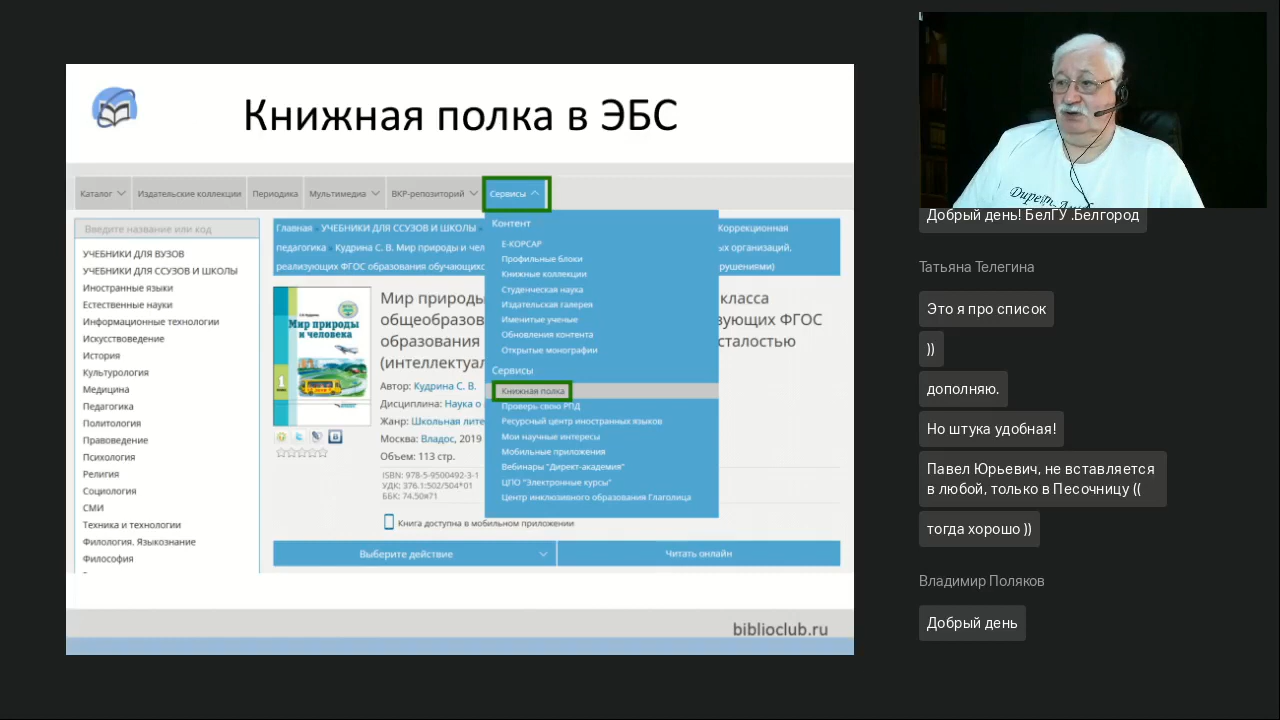 Книжная полка в ЭБС
Каталог Издательские коллекции Периодика Мультимедиа ВКР-репозиторий Сервисы
Введите название или код
УЧЕБНИКИ ДЛЯ ВУЗОВ
УЧЕБНИКИ ДЛЯ ССУЗОВ И ШКОЛЫ
Иностранные языки
Естественные науки
Информационные технологии
Искусствоведение
История
Культурология
Медицина
Педагогика
Политология
Правоведение
Психология
Религия
Социология
СМИ
Техника и технологии
Филология. Языкознание
Философия
Главная УЧЕБНИКИ ДЛЯ ССУЗОВ И ШКОЛЫ Коррекционная
педагогика Кудрина С. В. Мир природы и чел ых организаций,
реализующих ФГОС образования обучающихс рушениями)
Мир природы
и человека
1
Мир природы класса
общеобразов зующих ФГОС
образования сталостью
(интеллектуал
Автор: Кудрина С. В.
Дисциплина: Наука о
Жанр: Школьная лите
Москва: Владос, 2019
Объем: 113 стр.
ISBN: 978-5-9500492-3-1
УДК: 376.1:502/504*01
ББК: 74.50я71
Книга доступна в мобильном приложении
Выберите действие Читать онлайн
Контент
Е-КОРСАР
Профильные блоки
Книжные коллекции
Студенческая наука
Издательская галерея
Именитые ученые
Обновления контента
Открытые монографии
Сервисы
Книжная полка
Проверь свою РПД
Ресурсный центр иностранных языков
Мои научные интересы
Мобильные приложения
Вебинары "Директ-академия"
ЦПО "Электронные курсы"
Центр инклюзивного образования Глаголица
biblioclub.ru
Добрый день! БелГУ .Белгород
Татьяна Телегина
Это я про список
))
дополняю.
Но штука удобная!
Павел Юрьевич, не вставляется
в любой, только в Песочницу ((
тогда хорошо ))
Владимир Поляков
Добрый день